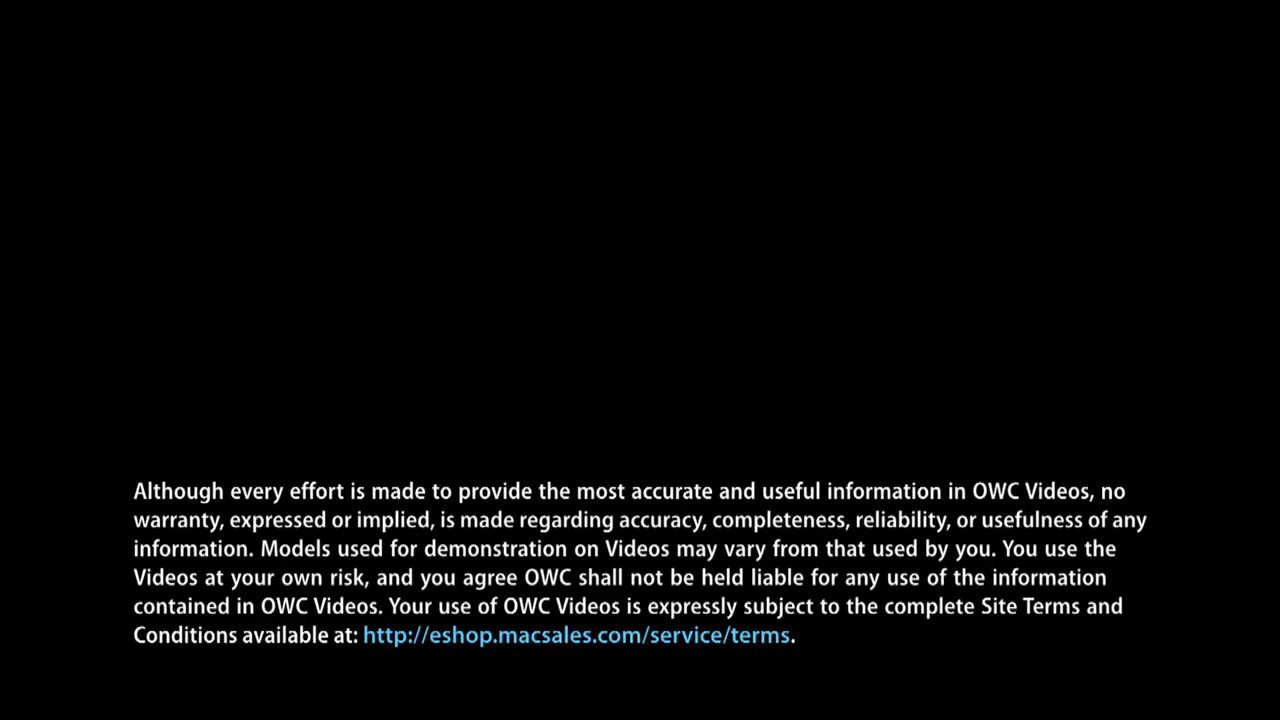 Although every effort is made to provide the most accurate and useful information in OWC Videos, no
warranty, expressed or implied, is made regarding accuracy, completeness, reliability, or usefulness of any
information. Models used for demonstration on Videos may vary from that used by you. You use the
Videos at your own risk, and you agree OWC shall not be held liable for any use of the information
contained in OWC Videos. Your use of OWC Videos is expressly subject to the complete Site Terms and
Conditions available at: http://eshop.macsales.com/service/terms.